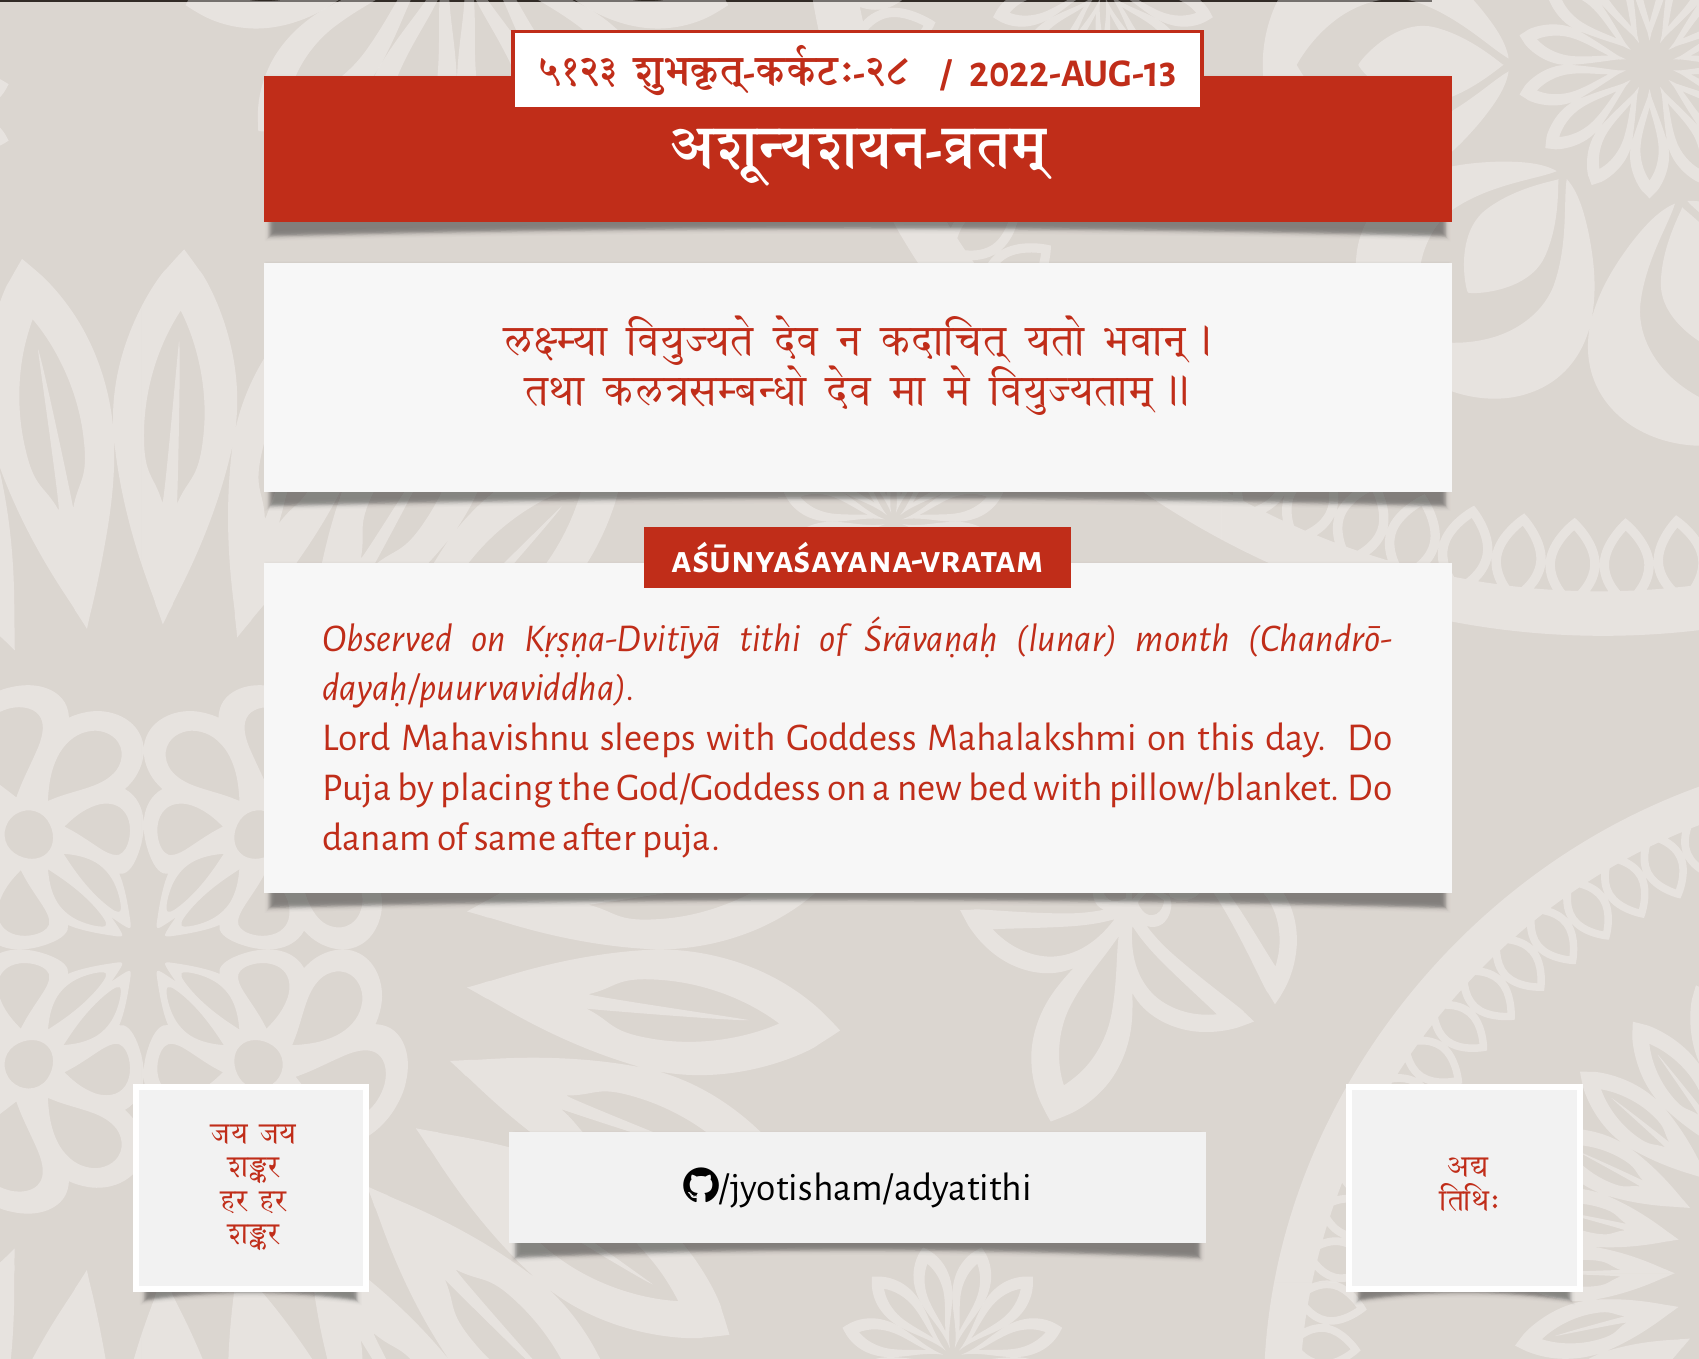 ५१२३ शुभकृत्-कर्कटः-२८ / 2022-AUG-13
अशून्यशयन-व्रतम्
लक्ष्म्या वियुज्यते देव न कदाचित् यतो भवान् ।
तथा कलत्रसम्बन्धो देव मा मे वियुज्यताम् ॥
AŚŪNYAŚAYANA-VRATAM
Observed on Kṛṣṇa-Dvitīyā tithi of Śrāvaṇaḥ (lunar) month (Chandrō-
dayaḥ/puurvaviddha).
Lord Mahavishnu sleeps with Goddess Mahalakshmi on this day. Do
Puja by placing the God/Goddess on a new bed with pillow/blanket. Do
danam of same after puja.
जय जय
शङ्कर
हर हर
शङ्कर
/jyotisham/adyatithi
अद्य
तिथिः